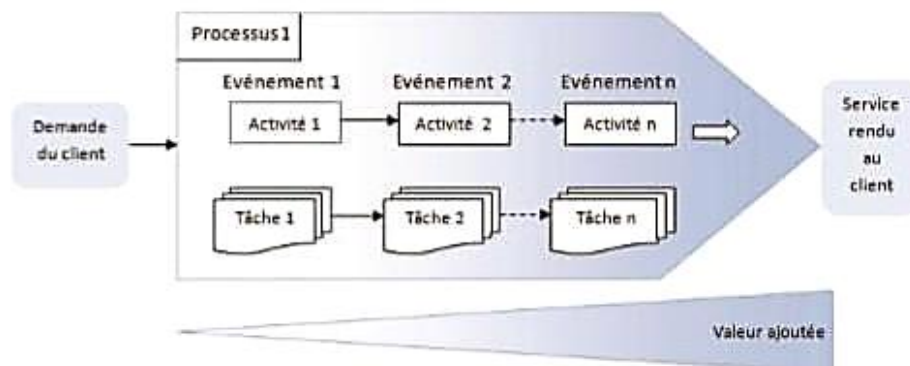 Processus 1
Evénement 1
Evénement 2
Evénement n
Activité 1
Activité 2
Activité n
Demande
du client
Service
rendu
au
client
Tâche 1
Tâche 2
Tâche n
Valeur ajoutée